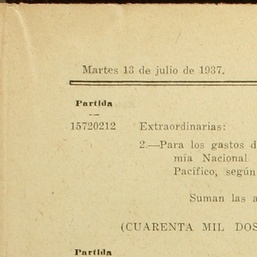 Martes 13 de julio de 1937.
Partida
15720212 Extraordinarias:
2.—Para los gastos d
mia Nacional
Pacífico, según
Suman las a
(CUARENTA MIL DOS
Partida